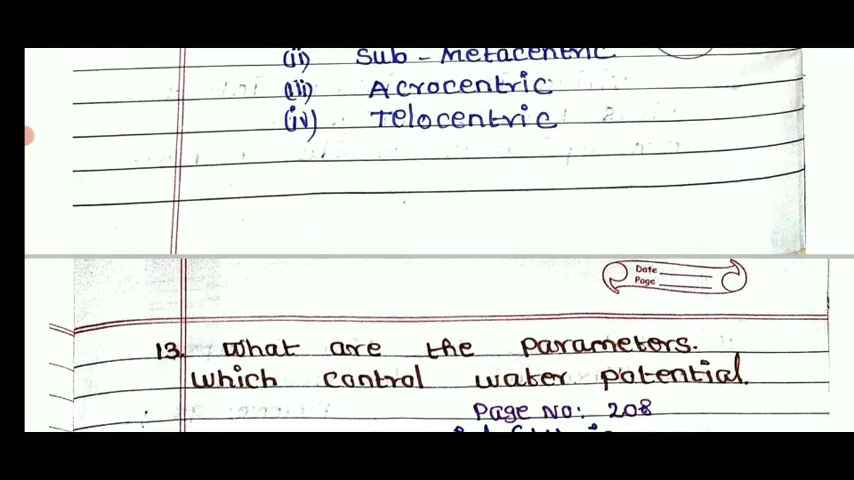 (ii) Sub - Metacentric
(iii) Acrocentric
(iv) Telocentric
Date
Page
13. What are the parameters.
which control water potential.
Page No: 208